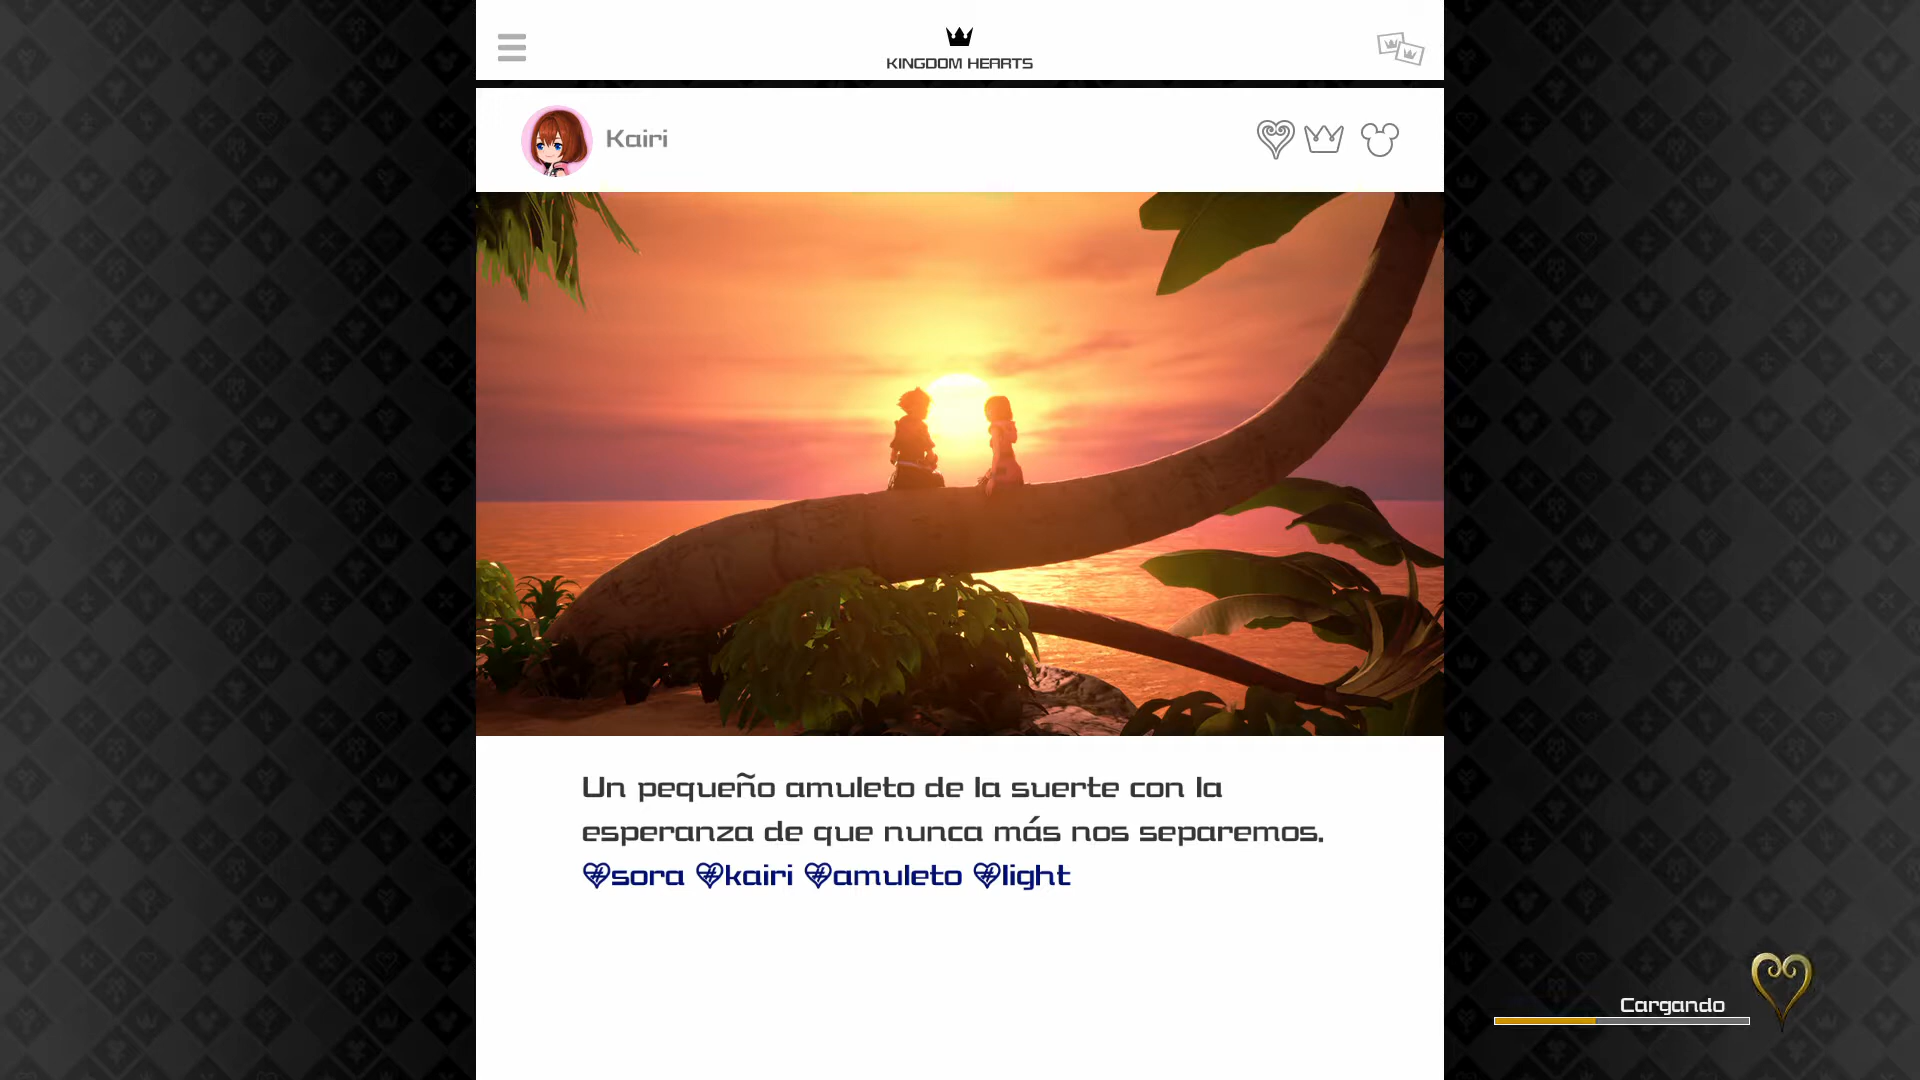 KINGDOM HEARTS
Kairi
Un pequeño amuleto de la suerte con la
esperanza de que nunca más nos separemos.
#sora #kairi #amuleto #light
Cargando